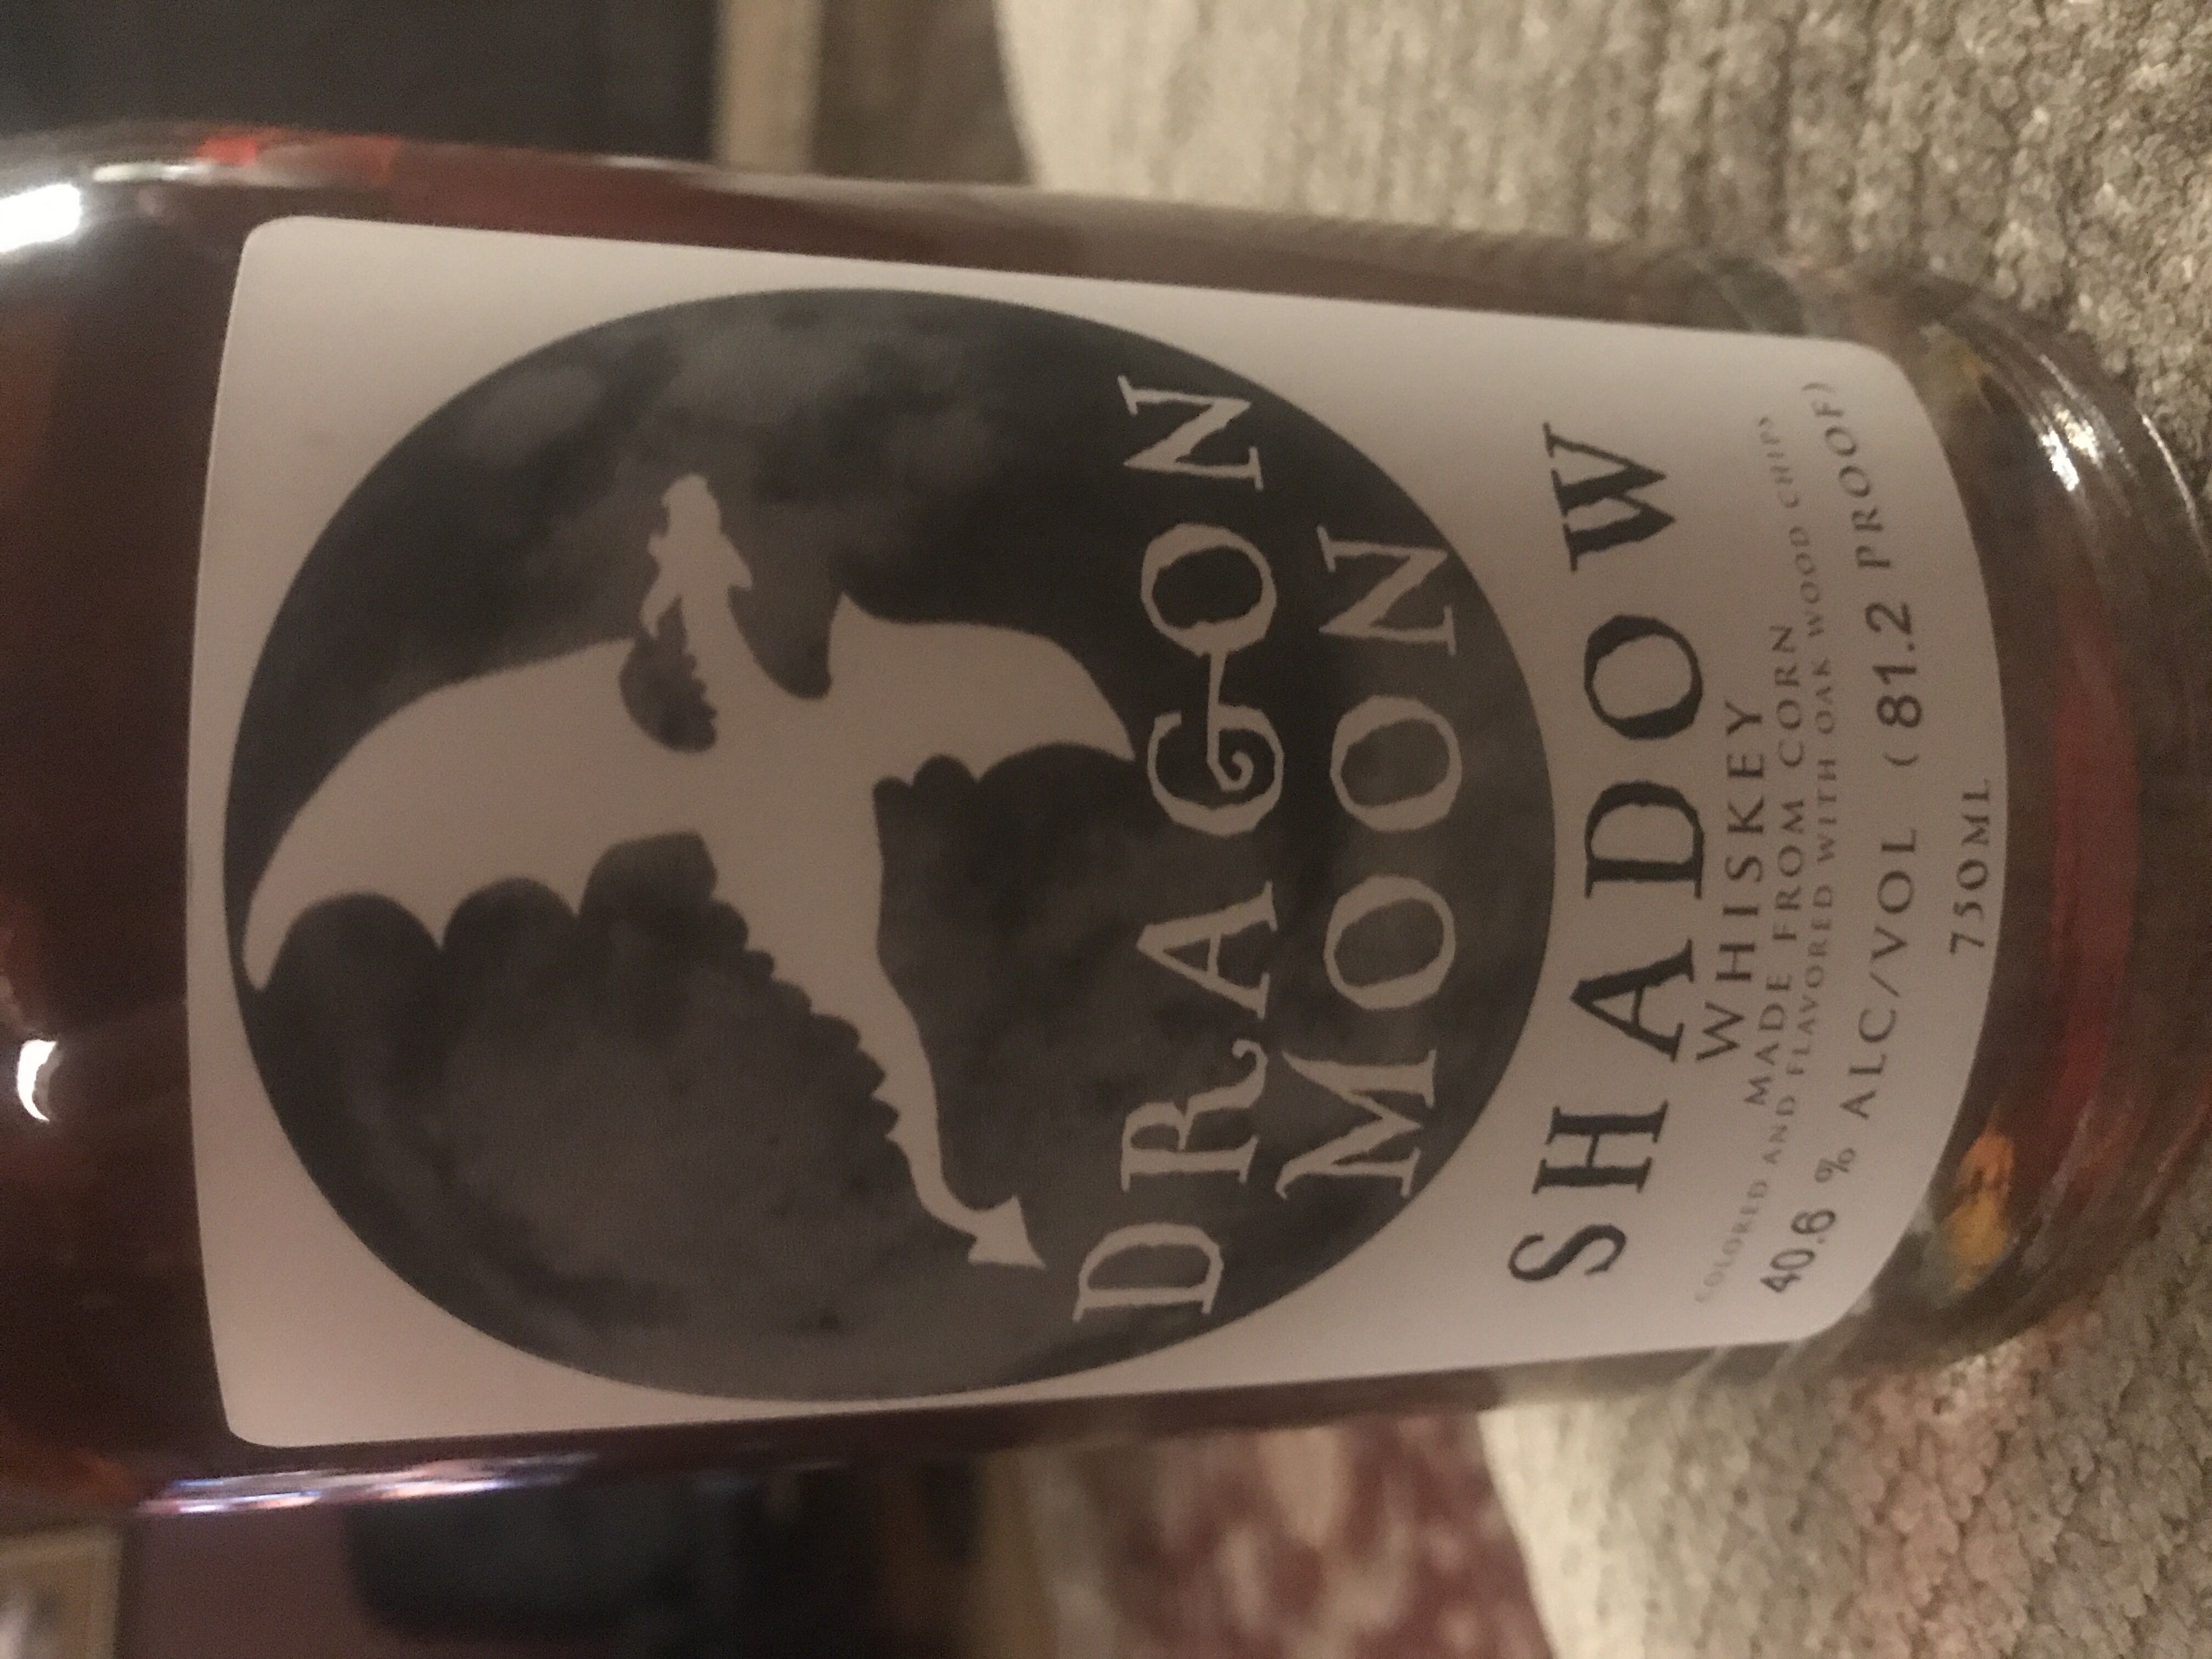 DRAGON
MOON
SHADOW
WHISKEY
MADE FROM CORN
COLORED AND FLAVORED WITH OAK WOOD CHIPS
40.6 % ALC/VOL (81.2 PROOF)
750ML